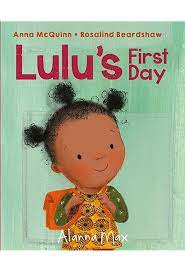 Anna McQuinn • Rosalind Beardshaw
Lulu's First
Day
Alanna Max